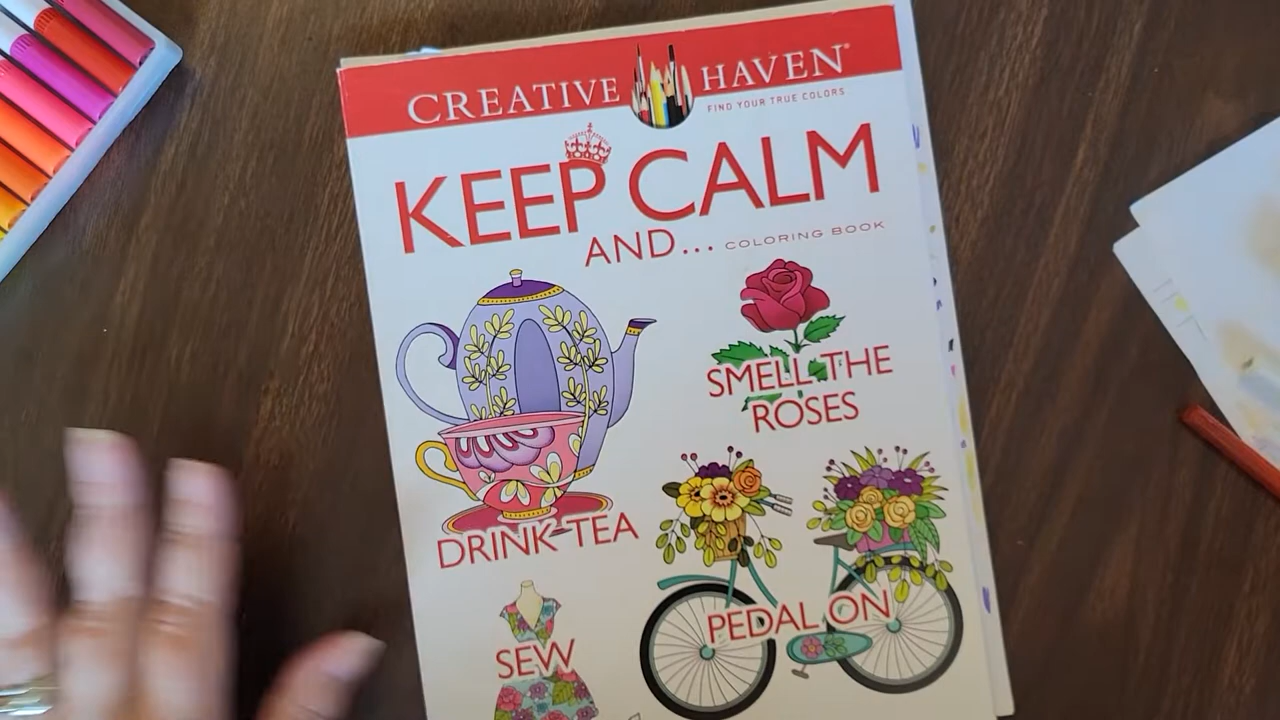 CREATIVE HAVEN®
FIND YOUR TRUE COLORS
KEEP CALM
AND... COLORING BOOK
SMELL THE
ROSES
DRINK TEA
PEDAL ON
SEW